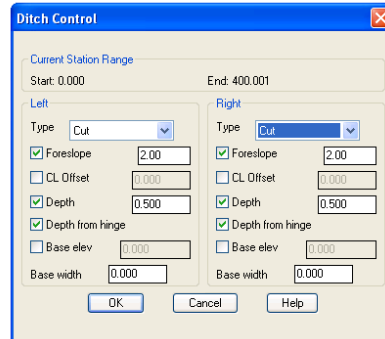 Ditch Control
Current Station Range
Start: 0.000 End: 400.001
Left Right
Type Cut Type Cut
Foreslope 2.00 Foreslope 2.00
CL Offset 0.000 CL Offset 0.000
Depth 0.500 Depth 0.500
Depth from hinge Depth from hinge
Base elev 0.000 Base elev 0.000
Base width 0.000 Base width 0.000
OK Cancel Help